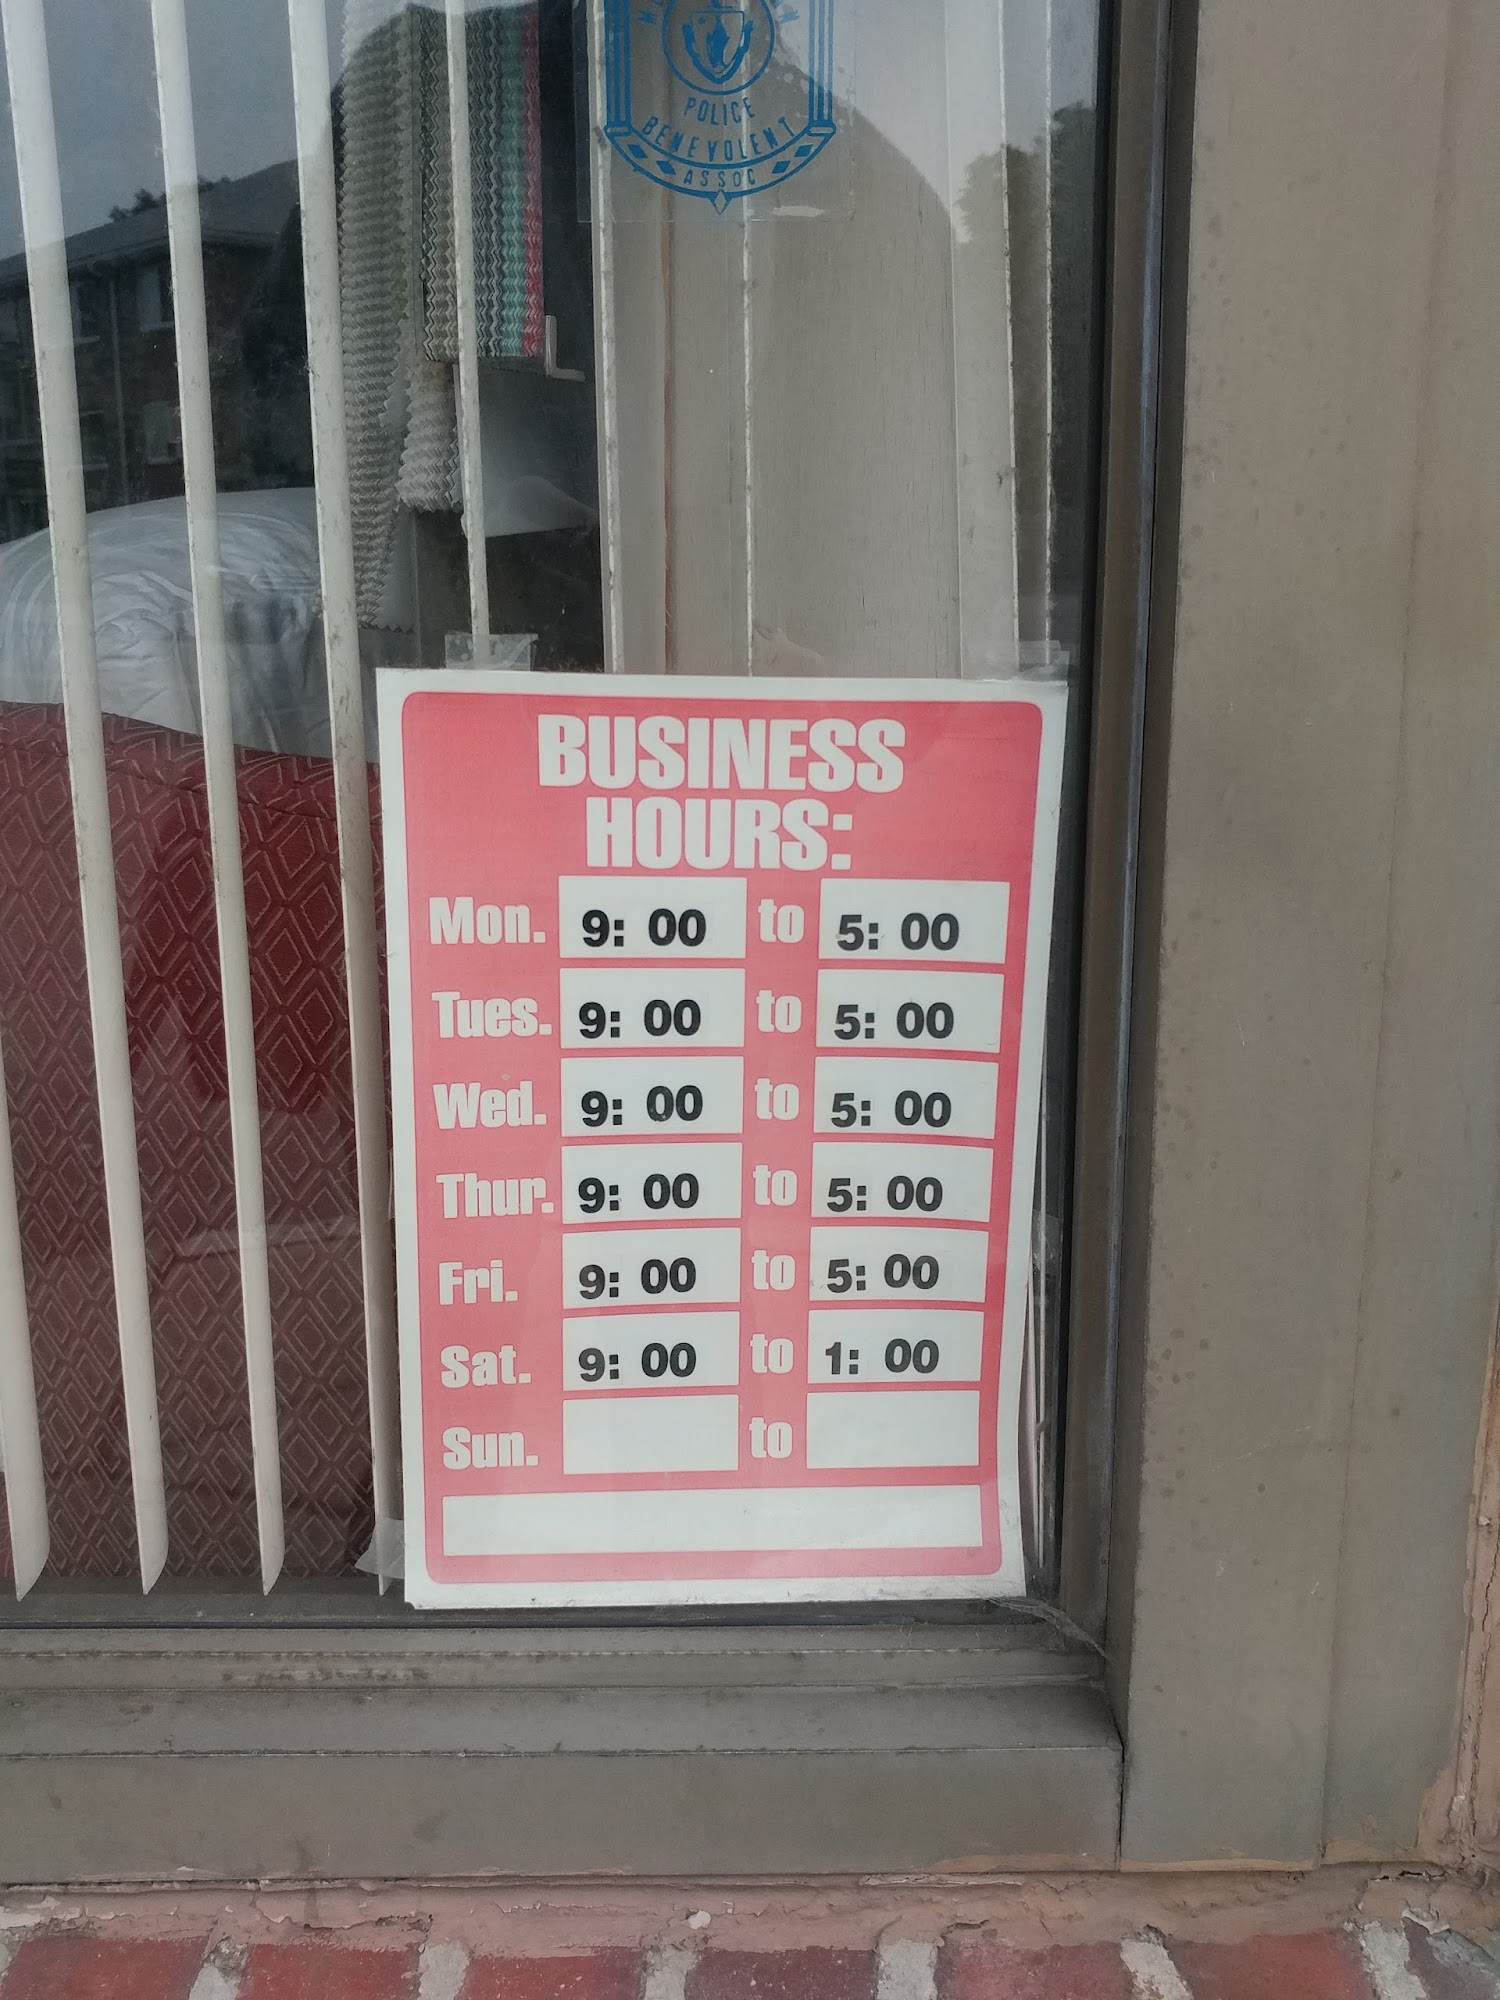 POLICE
BENEVOLENT
ASSOC
BUSINESS
HOURS:
Mon. 9: 00 to 5: 00
Tues. 9: 00 to 5: 00
Wed. 9: 00 to 5: 00
Thur. 9: 00 to 5: 00
Fri. 9: 00 to 5: 00
Sat. 9: 00 to 1: 00
Sun. to